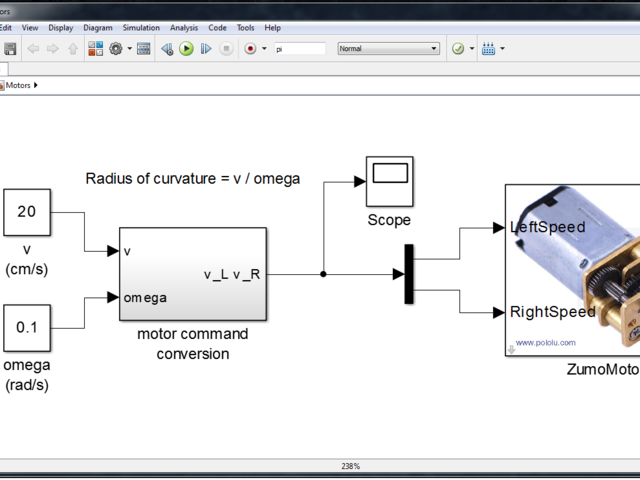 ors
Edit View Display Diagram Simulation Analysis Code Tools Help
pi Normal
Motors
Radius of curvature = v / omega
Scope
20
v
(cm/s)
0.1
omega
(rad/s)
v
omega
v_L v_R
motor command
conversion
LeftSpeed
RightSpeed
www.pololu.com
ZumoMoto
238%